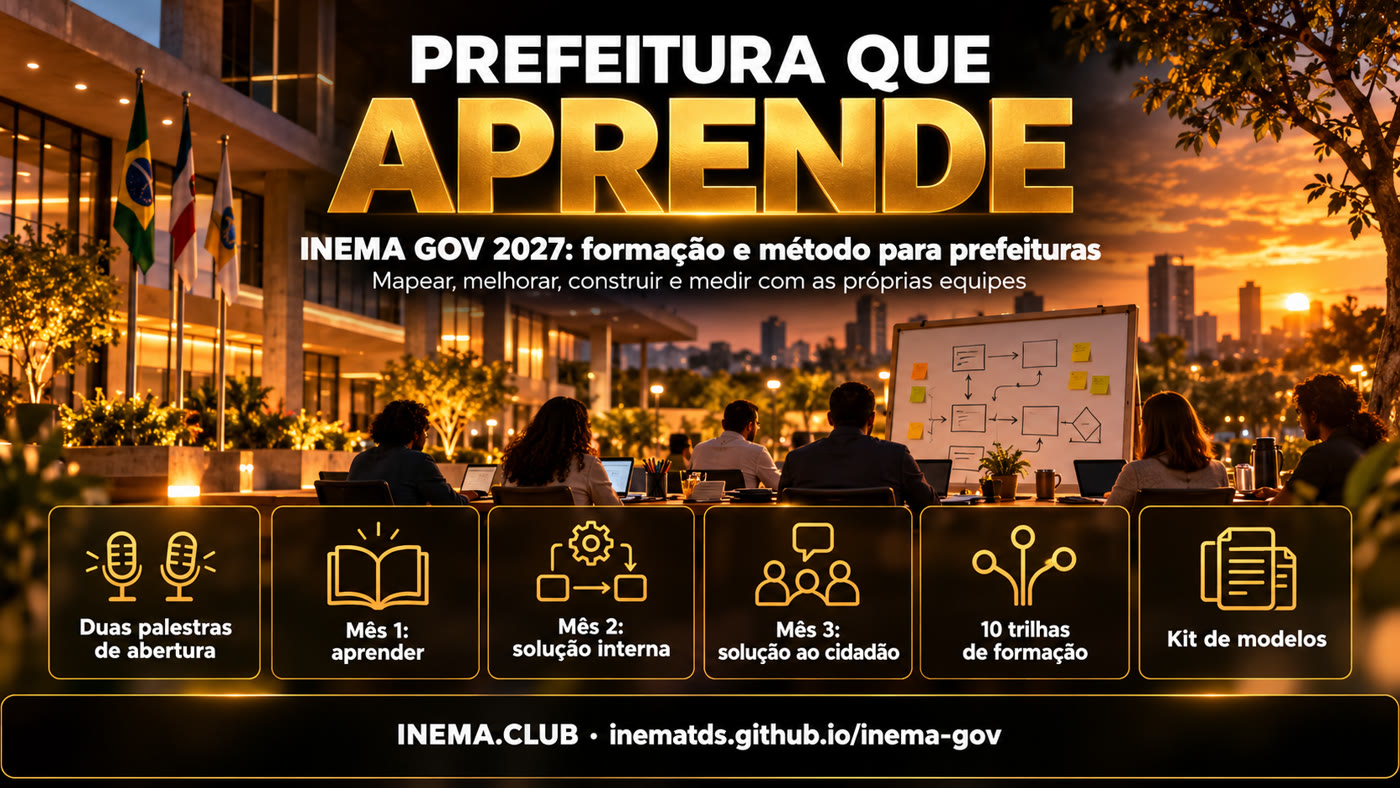 PREFEITURA QUE
APRENDE
INEMA GOV 2027: formação e método para prefeituras
Mapear, melhorar, construir e medir com as próprias equipes
Duas palestras
de abertura
Mês 1:
aprender
Mês 2:
solução interna
Mês 3:
solução ao cidadão
10 trilhas
de formação
Kit de modelos
INEMA.CLUB · inematds.github.io/inema-gov